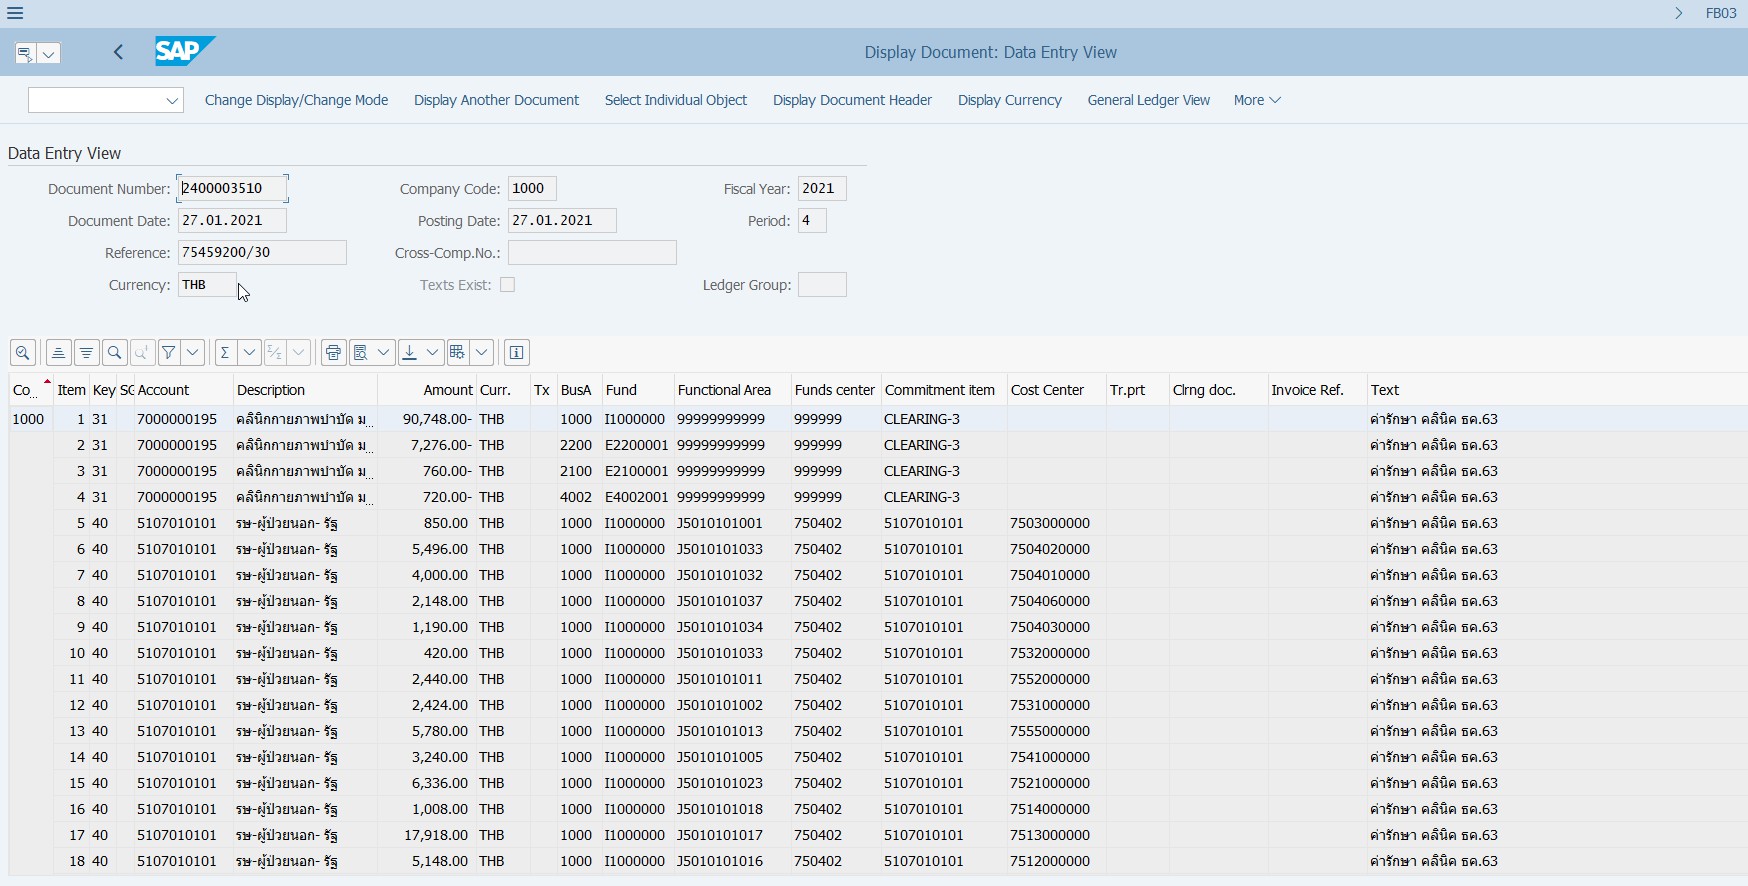 FB03
SAP
Display Document: Data Entry View
Change Display/Change Mode Display Another Document Select Individual Object Display Document Header Display Currency General Ledger View More
Data Entry View
Document Number: 2400003510 Company Code: 1000 Fiscal Year: 2021
Document Date: 27.01.2021 Posting Date: 27.01.2021 Period: 4
Reference: 75459200/30 Cross-Comp.No.:
Currency: THB Texts Exist: Ledger Group:
Co... Item Key SG Account Description Amount Curr. Tx BusA Fund Functional Area Funds center Commitment item Cost Center Tr.prt Clrng doc. Invoice Ref. Text
1000 1 31 7000000195 คลินิกกายภาพบำบัด ม... 90,748.00- THB 1000 I1000000 99999999999 999999 CLEARING-3 ค่ารักษา คลินิค ธค.63
2 31 7000000195 คลินิกกายภาพบำบัด ม... 7,276.00- THB 2200 E2200001 99999999999 999999 CLEARING-3 ค่ารักษา คลินิค ธค.63
3 31 7000000195 คลินิกกายภาพบำบัด ม... 760.00- THB 2100 E2100001 99999999999 999999 CLEARING-3 ค่ารักษา คลินิค ธค.63
4 31 7000000195 คลินิกกายภาพบำบัด ม... 720.00- THB 4002 E4002001 99999999999 999999 CLEARING-3 ค่ารักษา คลินิค ธค.63
5 40 5107010101 รษ-ผู้ป่วยนอก- รัฐ 850.00 THB 1000 I1000000 J5010101001 750402 5107010101 7503000000 ค่ารักษา คลินิค ธค.63
6 40 5107010101 รษ-ผู้ป่วยนอก- รัฐ 5,496.00 THB 1000 I1000000 J5010101033 750402 5107010101 7504020000 ค่ารักษา คลินิค ธค.63
7 40 5107010101 รษ-ผู้ป่วยนอก- รัฐ 4,000.00 THB 1000 I1000000 J5010101032 750402 5107010101 7504010000 ค่ารักษา คลินิค ธค.63
8 40 5107010101 รษ-ผู้ป่วยนอก- รัฐ 2,148.00 THB 1000 I1000000 J5010101037 750402 5107010101 7504060000 ค่ารักษา คลินิค ธค.63
9 40 5107010101 รษ-ผู้ป่วยนอก- รัฐ 1,190.00 THB 1000 I1000000 J5010101034 750402 5107010101 7504030000 ค่ารักษา คลินิค ธค.63
10 40 5107010101 รษ-ผู้ป่วยนอก- รัฐ 420.00 THB 1000 I1000000 J5010101033 750402 5107010101 7532000000 ค่ารักษา คลินิค ธค.63
11 40 5107010101 รษ-ผู้ป่วยนอก- รัฐ 2,440.00 THB 1000 I1000000 J5010101011 750402 5107010101 7552000000 ค่ารักษา คลินิค ธค.63
12 40 5107010101 รษ-ผู้ป่วยนอก- รัฐ 2,424.00 THB 1000 I1000000 J5010101002 750402 5107010101 7531000000 ค่ารักษา คลินิค ธค.63
13 40 5107010101 รษ-ผู้ป่วยนอก- รัฐ 5,780.00 THB 1000 I1000000 J5010101013 750402 5107010101 7555000000 ค่ารักษา คลินิค ธค.63
14 40 5107010101 รษ-ผู้ป่วยนอก- รัฐ 3,240.00 THB 1000 I1000000 J5010101005 750402 5107010101 7541000000 ค่ารักษา คลินิค ธค.63
15 40 5107010101 รษ-ผู้ป่วยนอก- รัฐ 6,336.00 THB 1000 I1000000 J5010101023 750402 5107010101 7521000000 ค่ารักษา คลินิค ธค.63
16 40 5107010101 รษ-ผู้ป่วยนอก- รัฐ 1,008.00 THB 1000 I1000000 J5010101018 750402 5107010101 7514000000 ค่ารักษา คลินิค ธค.63
17 40 5107010101 รษ-ผู้ป่วยนอก- รัฐ 17,918.00 THB 1000 I1000000 J5010101017 750402 5107010101 7513000000 ค่ารักษา คลินิค ธค.63
18 40 5107010101 รษ-ผู้ป่วยนอก- รัฐ 5,148.00 THB 1000 I1000000 J5010101016 750402 5107010101 7512000000 ค่ารักษา คลินิค ธค.63